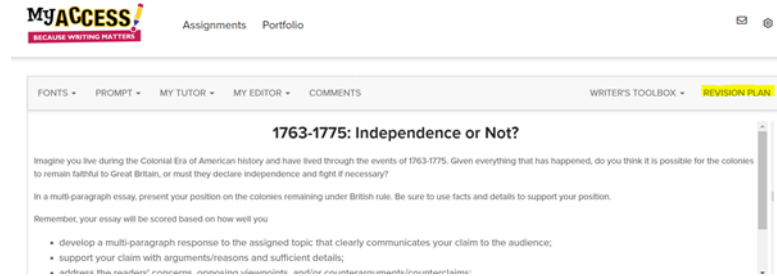 MYACCESS!
BECAUSE WRITING MATTERS
Assignments Portfolio
FONTS PROMPT MY TUTOR MY EDITOR COMMENTS WRITER'S TOOLBOX REVISION PLAN
1763-1775: Independence or Not?
Imagine you live during the Colonial Era of American history and have lived through the events of 1763-1775. Given everything that has happened, do you think it is possible for the colonies
to remain faithful to Great Britain, or must they declare independence and fight if necessary?
In a multi-paragraph essay, present your position on the colonies remaining under British rule. Be sure to use facts and details to support your position.
Remember, your essay will be scored based on how well you
• develop a multi-paragraph response to the assigned topic that clearly communicates your claim to the audience;
• support your claim with arguments/reasons and sufficient details;
• address the readers' concerns, opposing viewpoints, and/or counterarguments/counterclaims;